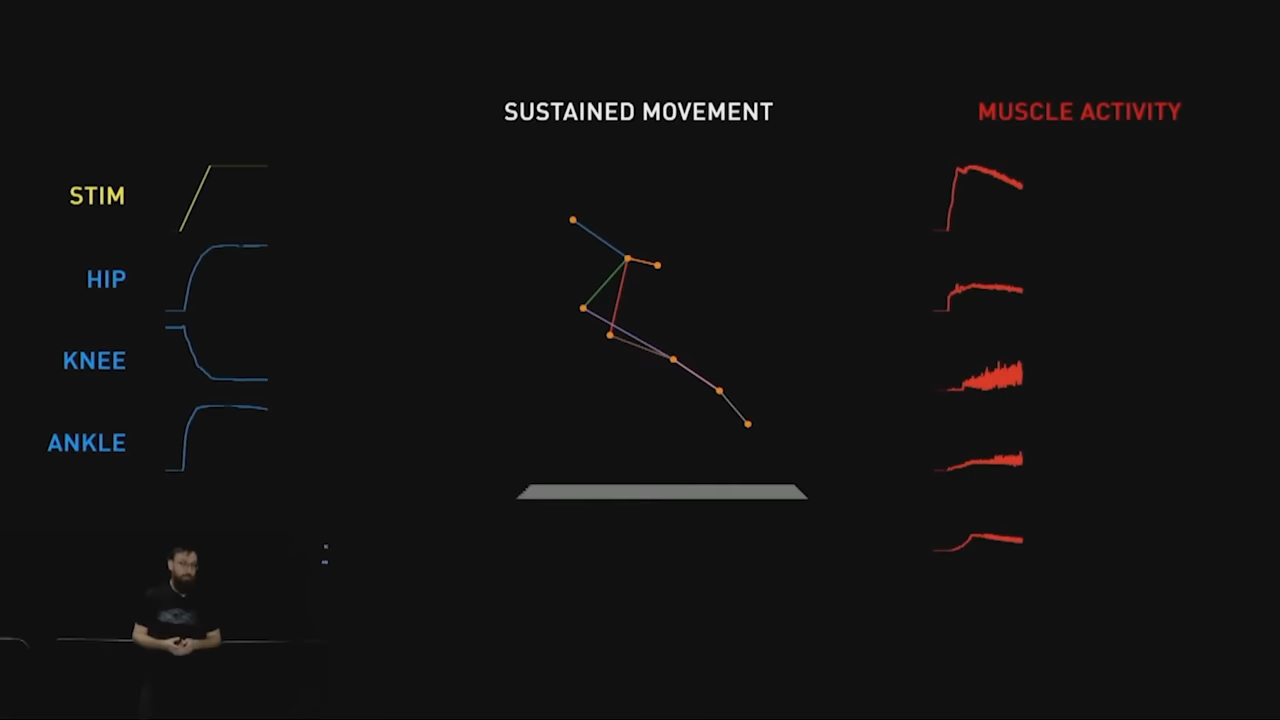 SUSTAINED MOVEMENT
MUSCLE ACTIVITY
STIM
HIP
KNEE
ANKLE